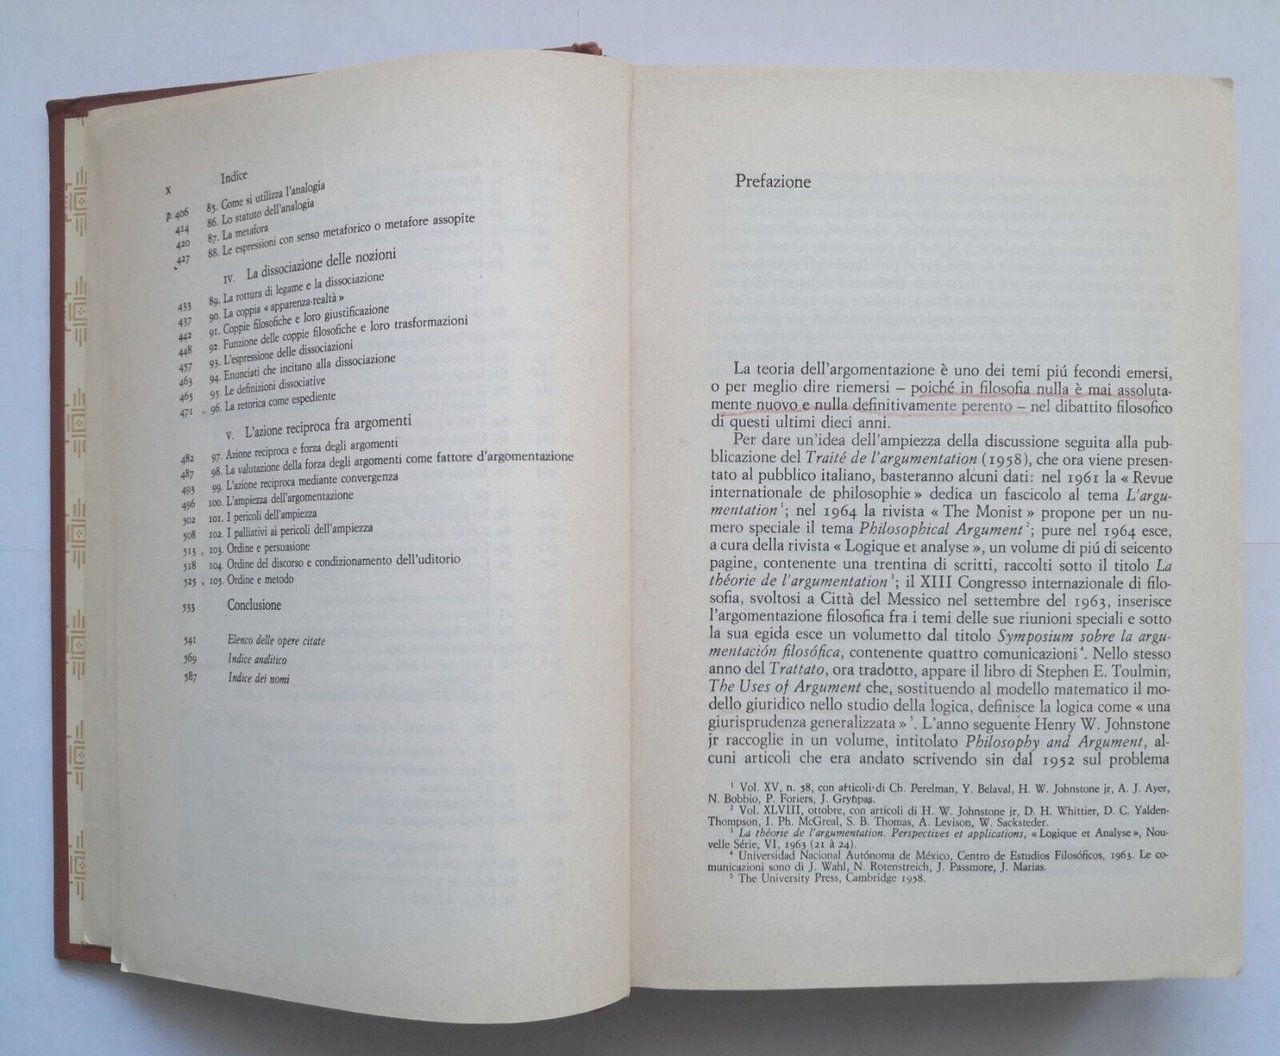 x Indice
p. 406 85. Come si utilizza l'analogia
414 86. Lo statuto dell'analogia
420 87. La metafora
427 88. Le espressioni con senso metaforico o metafore assopite
IV. La dissociazione delle nozioni
433 89. La rottura di legame e la dissociazione
437 90. La coppia « apparenza-realtà »
442 91. Coppie filosofiche e loro giustificazione
448 92. Funzione delle coppie filosofiche e loro trasformazioni
457 93. L'espressione delle dissociazioni
463 94. Enunciati che incitano alla dissociazione
465 95. Le definizioni dissociative
471 96. La retorica come espediente
V. L'azione reciproca fra argomenti
482 97. Azione reciproca e forza degli argomenti
487 98. La valutazione della forza degli argomenti come fattore d'argomentazione
493 99. L'azione reciproca mediante convergenza
496 100. L'ampiezza dell'argomentazione
502 101. I pericoli dell'ampiezza
508 102. I palliativi ai pericoli dell'ampiezza
513 103. Ordine e persuasione
518 104. Ordine del discorso e condizionamento dell'uditorio
525 105. Ordine e metodo
533 Conclusione
541 Elenco delle opere citate
569 Indice analitico
587 Indice dei nomi
Prefazione
La teoria dell'argomentazione è uno dei temi piú fecondi emersi,
o per meglio dire riemersi – poiché in filosofia nulla è mai assoluta-
mente nuovo e nulla definitivamente perento – nel dibattito filosofico
di questi ultimi dieci anni.
Per dare un'idea dell'ampiezza della discussione seguita alla pub-
blicazione del Traité de l'argumentation (1958), che ora viene presen-
tato al pubblico italiano, basteranno alcuni dati: nel 1961 la « Revue
internationale de philosophie » dedica un fascicolo al tema L'argu-
mentation¹; nel 1964 la rivista « The Monist » propone per un nu-
mero speciale il tema Philosophical Argument²; pure nel 1964 esce,
a cura della rivista « Logique et analyse », un volume di piú di seicento
pagine, contenente una trentina di scritti, raccolti sotto il titolo La
théorie de l'argumentation³; il XIII Congresso internazionale di filo-
sofia, svoltosi a Città del Messico nel settembre del 1963, inserisce
l'argomentazione filosofica fra i temi delle sue riunioni speciali e sotto
la sua egida esce un volumetto dal titolo Symposium sobre la argu-
mentación filosófica, contenente quattro comunicazioni⁴. Nello stesso
anno del Trattato, ora tradotto, appare il libro di Stephen E. Toulmin,
The Uses of Argument che, sostituendo al modello matematico il mo-
dello giuridico nello studio della logica, definisce la logica come « una
giurisprudenza generalizzata »⁵. L'anno seguente Henry W. Johnstone
jr raccoglie in un volume, intitolato Philosophy and Argument, al-
cuni articoli che era andato scrivendo sin dal 1952 sul problema
¹ Vol. XV, n. 58, con articoli di Ch. Perelman, Y. Belaval, H. W. Johnstone jr, A. J. Ayer,
N. Bobbio, P. Foriers, J. Gryńpas.
² Vol. XLVIII, ottobre, con articoli di H. W. Johnstone jr, D. H. Whittier, D. C. Yalden-
Thompson, I. Ph. McGreal, S. B. Thomas, A. Levison, W. Sacksteder.
³ La théorie de l'argumentation. Perspectives et applications, « Logique et Analyse », Nou-
velle Série, VI, 1963 (21 à 24).
⁴ Universidad Nacional Autónoma de México, Centro de Estudios Filosóficos, 1963. Le co-
municazioni sono di J. Wahl, N. Rotenstreich, J. Passmore, J. Marias.
⁵ The University Press, Cambridge 1958.